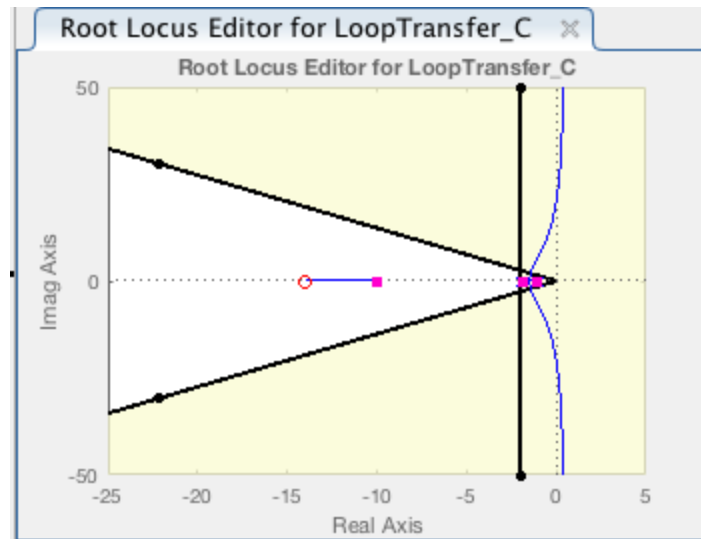 Root Locus Editor for LoopTransfer_C ×
Root Locus Editor for LoopTransfer_C
50
0
-50
Imag Axis
-25 -20 -15 -10 -5 0 5
Real Axis